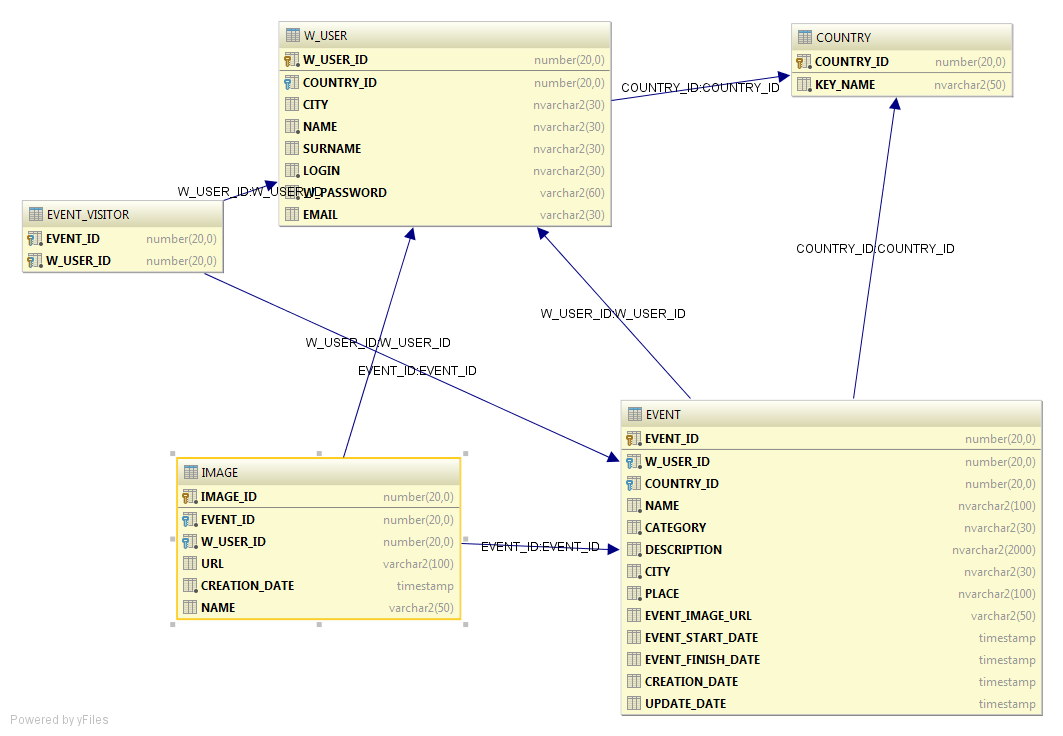 W_USER
W_USER_ID number(20,0)
COUNTRY_ID number(20,0)
CITY nvarchar2(30)
NAME nvarchar2(30)
SURNAME nvarchar2(30)
LOGIN nvarchar2(30)
W_PASSWORD varchar2(60)
EMAIL varchar2(30)
COUNTRY
COUNTRY_ID number(20,0)
KEY_NAME nvarchar2(50)
COUNTRY_ID:COUNTRY_ID
W_USER_ID:W_USER_ID
EVENT_VISITOR
EVENT_ID number(20,0)
W_USER_ID number(20,0)
COUNTRY_ID:COUNTRY_ID
W_USER_ID:W_USER_ID
W_USER_ID:W_USER_ID
EVENT_ID:EVENT_ID
EVENT
EVENT_ID number(20,0)
W_USER_ID number(20,0)
COUNTRY_ID number(20,0)
NAME nvarchar2(100)
CATEGORY nvarchar2(30)
DESCRIPTION nvarchar2(2000)
CITY nvarchar2(30)
PLACE nvarchar2(100)
EVENT_IMAGE_URL varchar2(50)
EVENT_START_DATE timestamp
EVENT_FINISH_DATE timestamp
CREATION_DATE timestamp
UPDATE_DATE timestamp
IMAGE
IMAGE_ID number(20,0)
EVENT_ID number(20,0)
W_USER_ID number(20,0)
URL varchar2(100)
CREATION_DATE timestamp
NAME varchar2(50)
EVENT_ID:EVENT_ID
Powered by yFiles